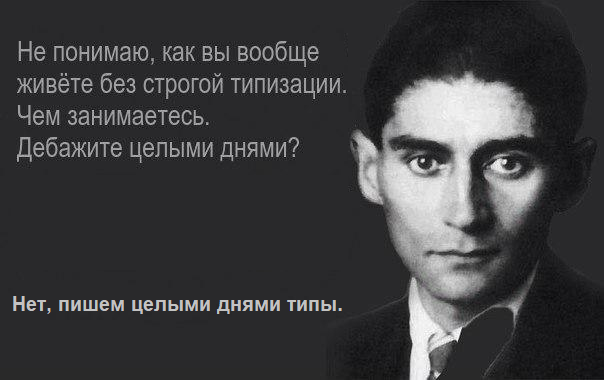 Не понимаю, как вы вообще
живёте без строгой типизации.
Чем занимаетесь.
Дебажите целыми днями?
Нет, пишем целыми днями типы.